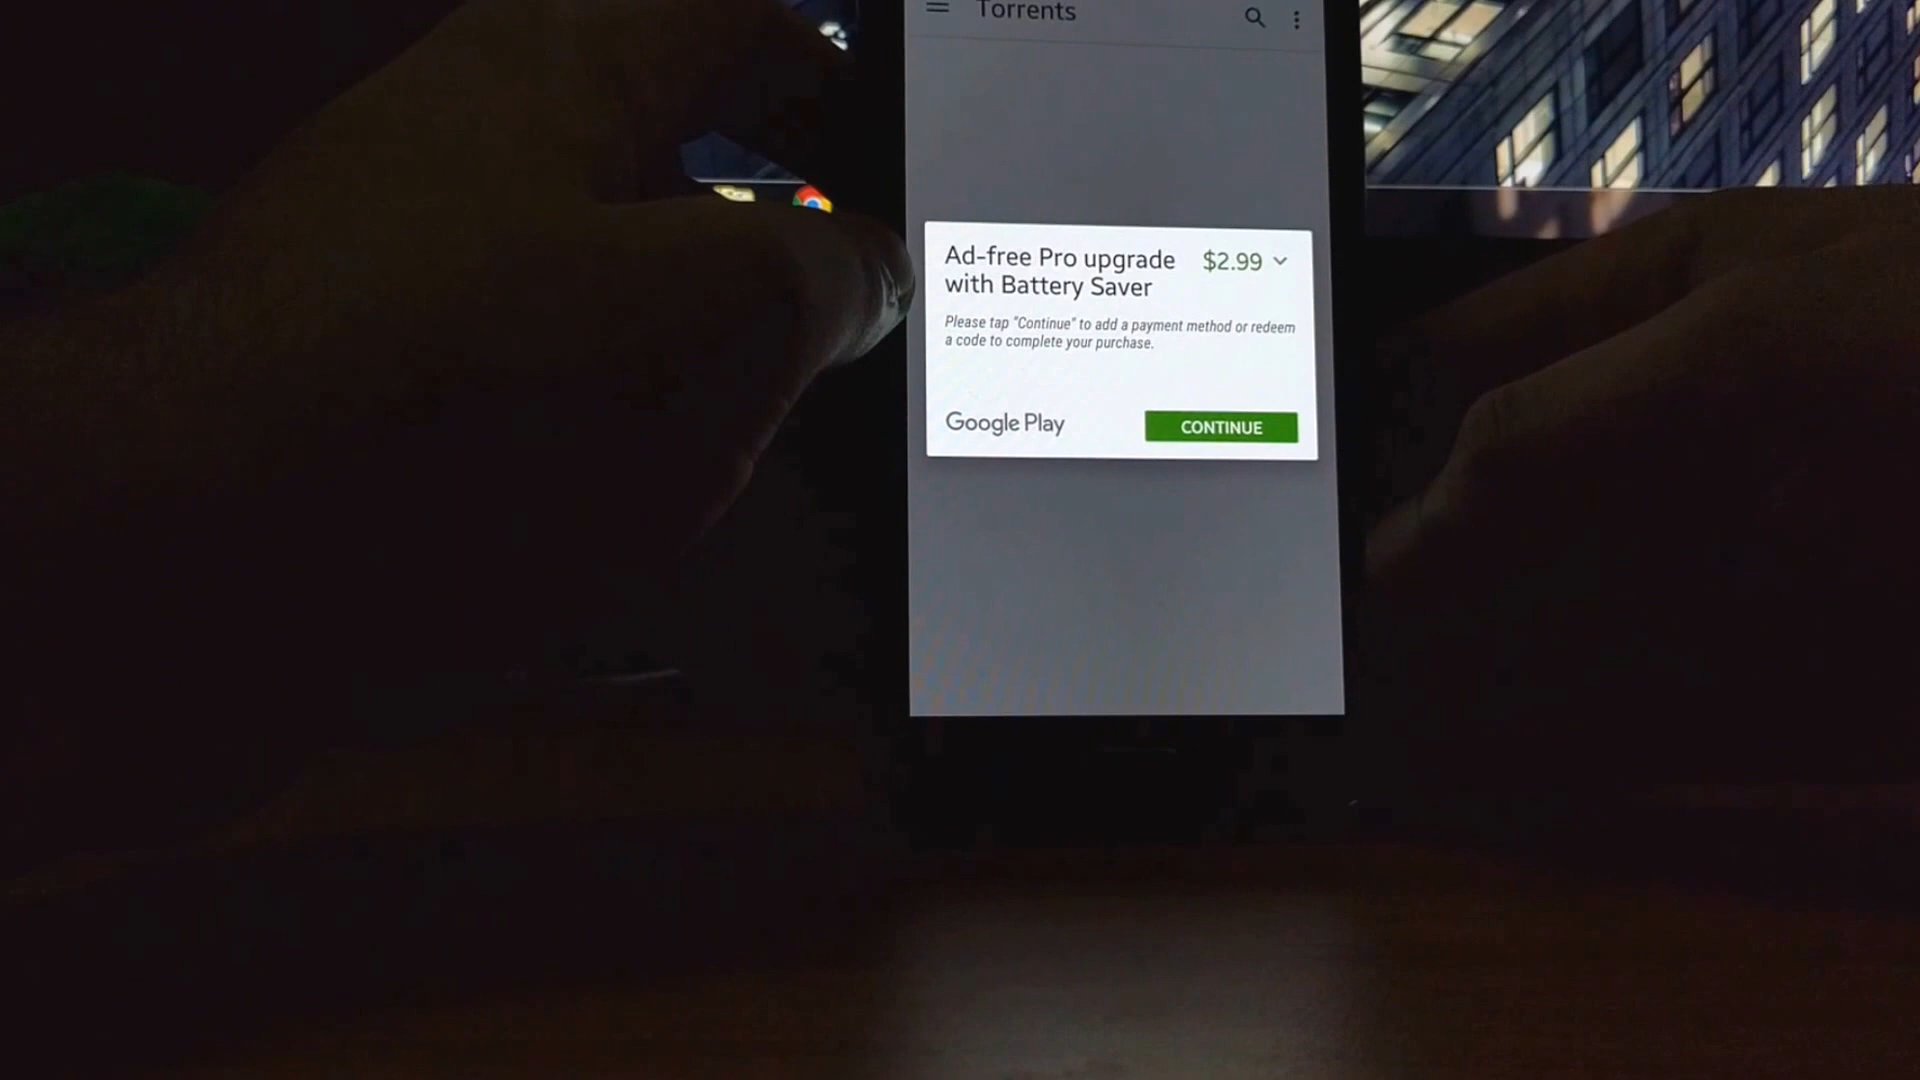 Torrents
Ad-free Pro upgrade
with Battery Saver
$2.99
Please tap "Continue" to add a payment method or redeem
a code to complete your purchase.
Google Play
CONTINUE